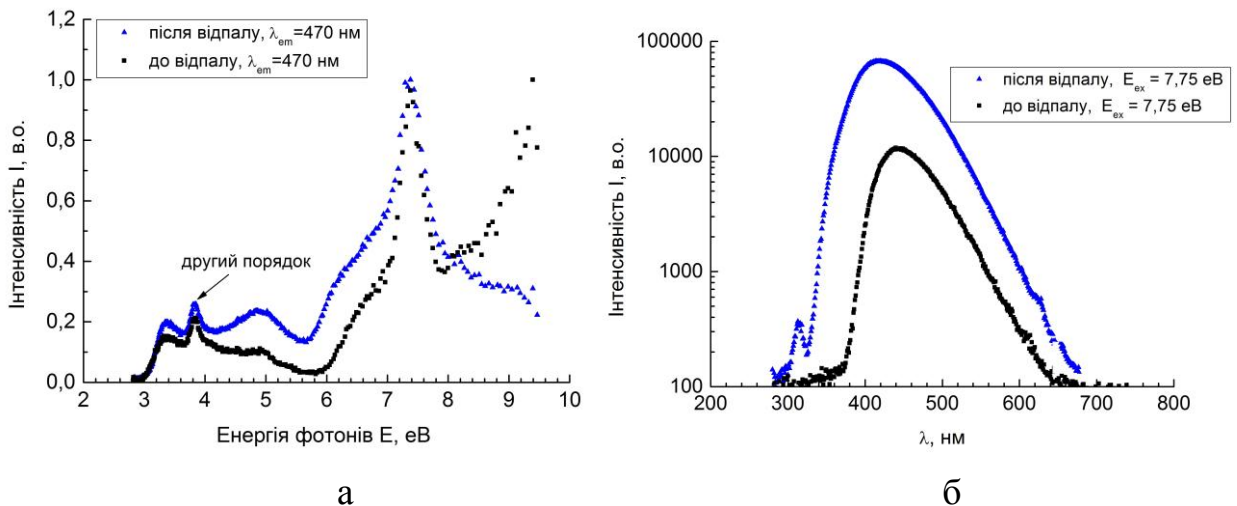 після відпалу, λem=470 нм
до відпалу, λem=470 нм
Інтенсивність I, в.о.
1,2
1,0
0,8
0,6
0,4
0,2
0,0
другий порядок
2 3 4 5 6 7 8 9 10
Енергія фотонів E, еВ
а
після відпалу, Eex = 7,75 еВ
до відпалу, Eex = 7,75 еВ
Інтенсивність I, в.о.
100000
10000
1000
100
200 300 400 500 600 700 800
λ, нм
б